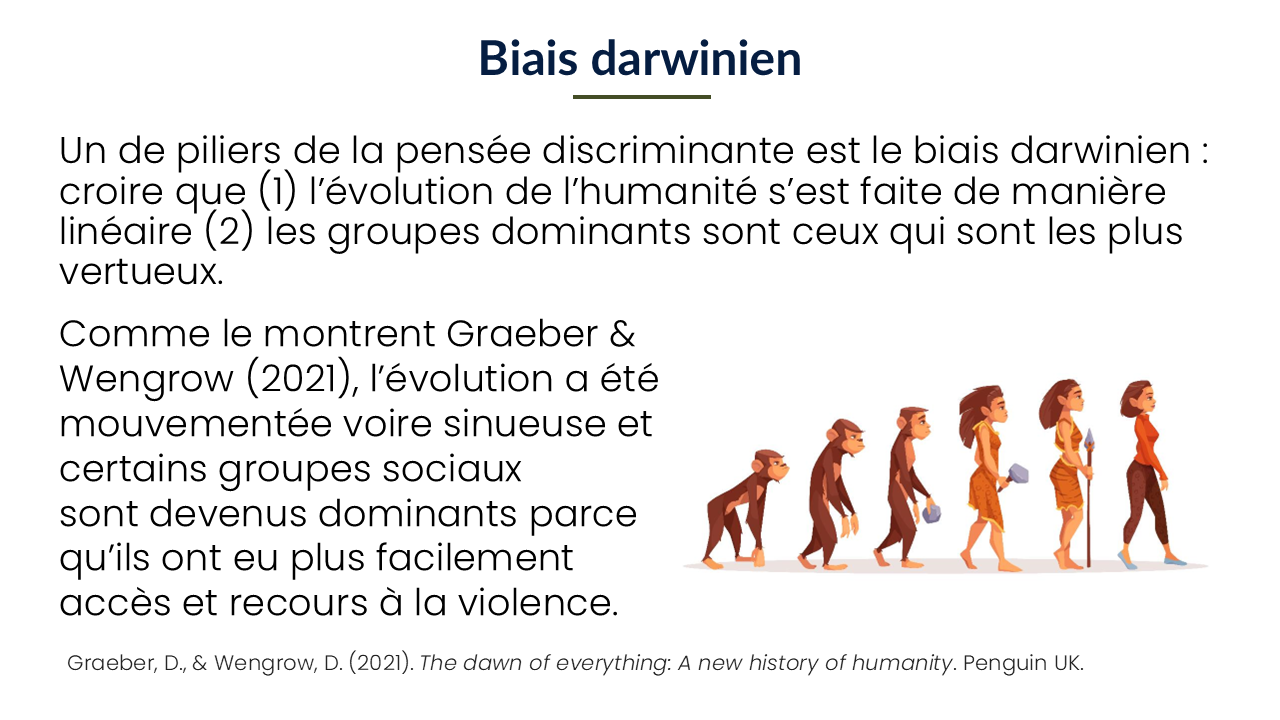 Biais darwinien
Un de piliers de la pensée discriminante est le biais darwinien :
croire que (1) l’évolution de l’humanité s’est faite de manière
linéaire (2) les groupes dominants sont ceux qui sont les plus
vertueux.
Comme le montrent Graeber &
Wengrow (2021), l’évolution a été
mouvementée voire sinueuse et
certains groupes sociaux
sont devenus dominants parce
qu’ils ont eu plus facilement
accès et recours à la violence.
Graeber, D., & Wengrow, D. (2021). The dawn of everything: A new history of humanity. Penguin UK.